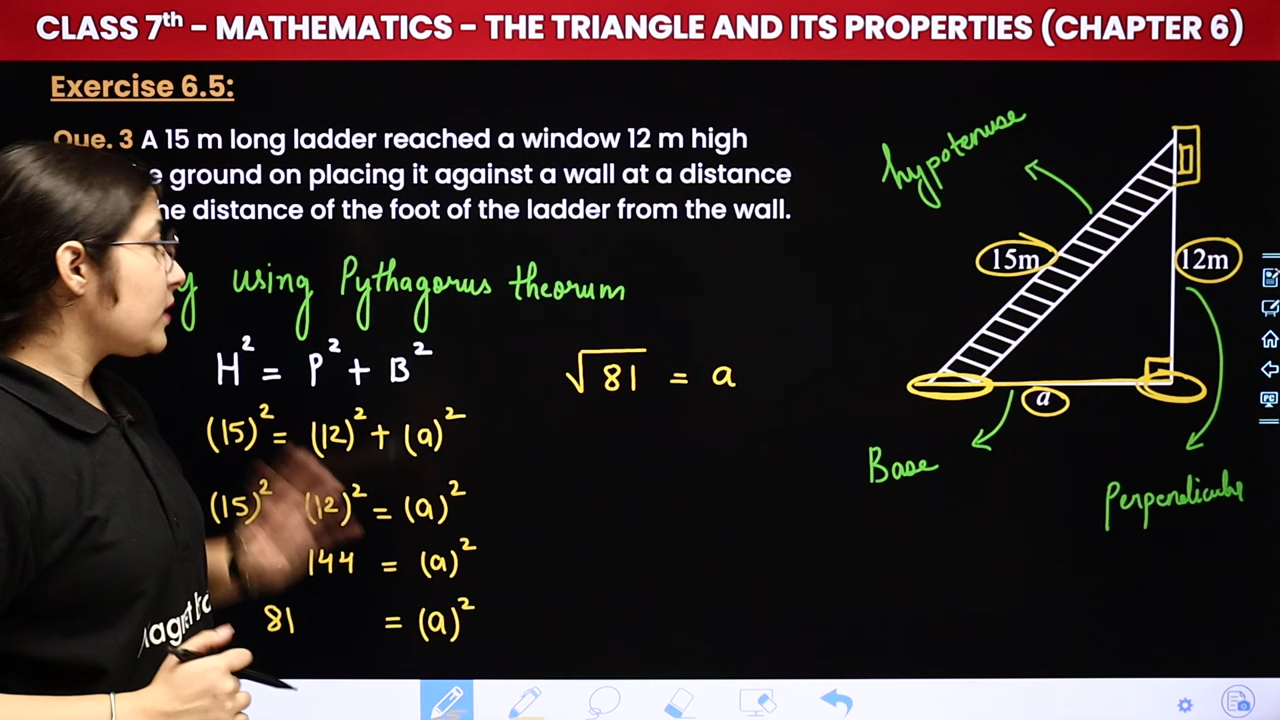 CLASS 7th - MATHEMATICS - THE TRIANGLE AND ITS PROPERTIES (CHAPTER 6)
Exercise 6.5:
Que. 3 A 15 m long ladder reached a window 12 m high
ground on placing it against a wall at a distance
distance of the foot of the ladder from the wall.
using Pythagorus theorum
H² = P² + B²
(15)² = (12)² + (a)²
(15)² (12)² = (a)²
144 = (a)²
81 = (a)²
√81 = a
hypotenuse
15m
12m
a
Base
Perpendicular
PC